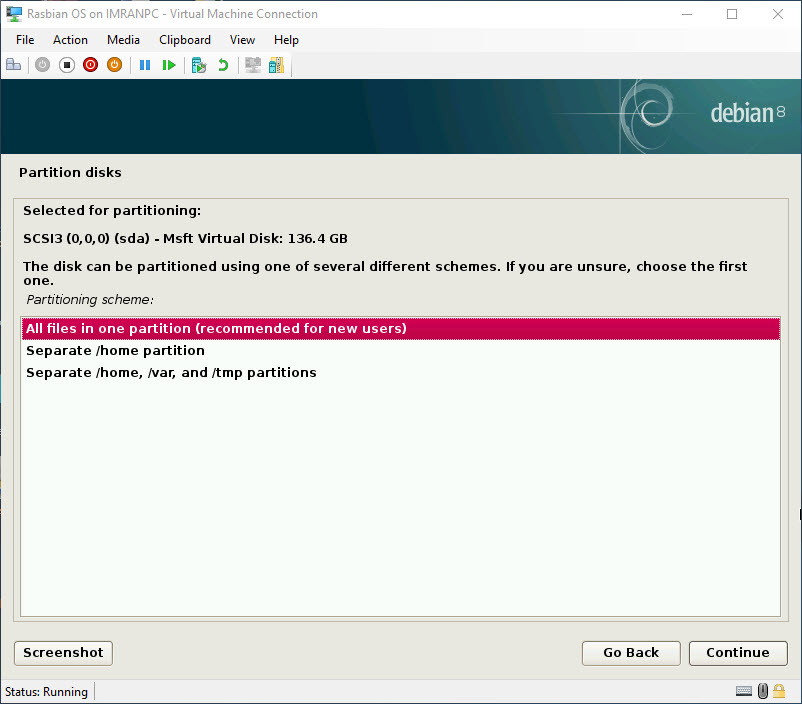 Rasbian OS on IMRANPC - Virtual Machine Connection
File Action Media Clipboard View Help
debian 8
Partition disks
Selected for partitioning:
SCSI3 (0,0,0) (sda) - Msft Virtual Disk: 136.4 GB
The disk can be partitioned using one of several different schemes. If you are unsure, choose the first
one.
Partitioning scheme:
All files in one partition (recommended for new users)
Separate /home partition
Separate /home, /var, and /tmp partitions
Screenshot Go Back Continue
Status: Running